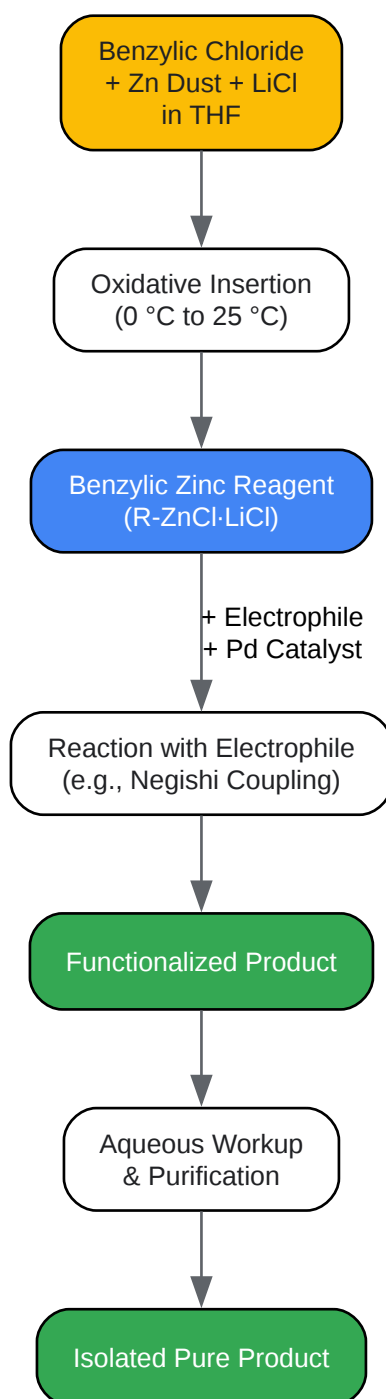 Benzylic Chloride
+ Zn Dust + LiCl
in THF
Oxidative Insertion
(0 °C to 25 °C)
Benzylic Zinc Reagent
(R-ZnCl·LiCl)
+ Electrophile
+ Pd Catalyst
Reaction with Electrophile
(e.g., Negishi Coupling)
Functionalized Product
Aqueous Workup
& Purification
Isolated Pure Product